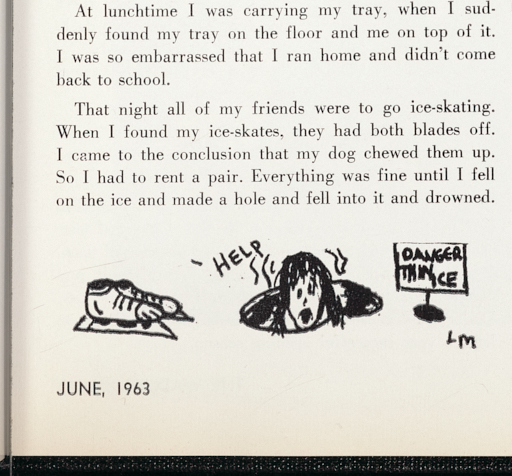 At lunchtime I was carrying my tray, when I sud-
denly found my tray on the floor and me on top of it.
I was so embarrassed that I ran home and didn't come
back to school.
That night all of my friends were to go ice-skating.
When I found my ice-skates, they had both blades off.
I came to the conclusion that my dog chewed them up.
So I had to rent a pair. Everything was fine until I fell
on the ice and made a hole and fell into it and drowned.
HELP
DANGER
THIN ICE
LM
JUNE, 1963